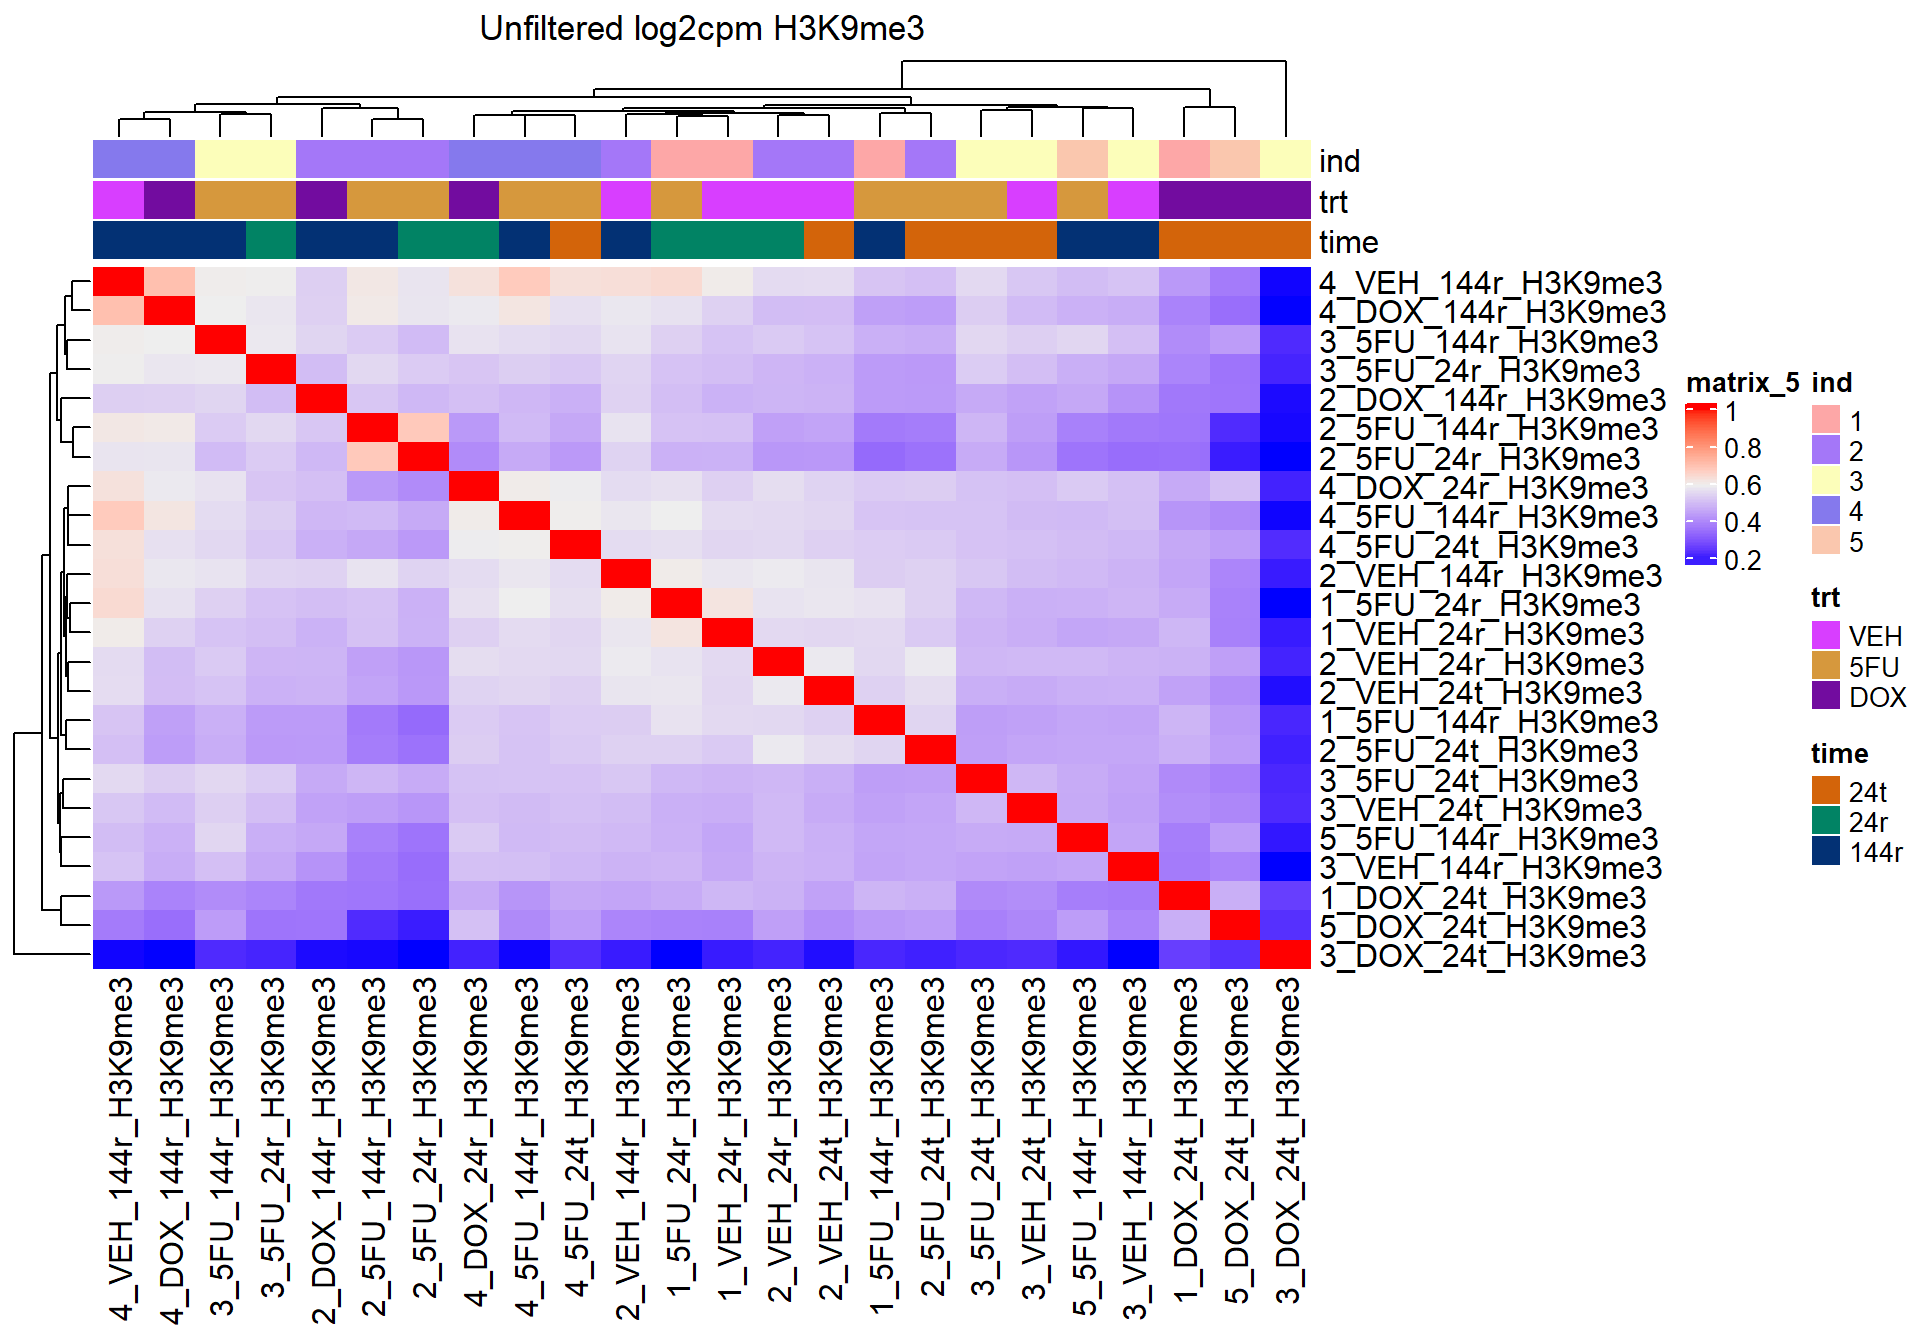 Unfiltered log2cpm H3K9me3
ind
trt
time
4_VEH_144r_H3K9me3
4_DOX_144r_H3K9me3
3_5FU_144r_H3K9me3
3_5FU_24r_H3K9me3
2_DOX_144r_H3K9me3
2_5FU_144r_H3K9me3
2_5FU_24r_H3K9me3
4_DOX_24r_H3K9me3
4_5FU_144r_H3K9me3
4_5FU_24t_H3K9me3
2_VEH_144r_H3K9me3
1_5FU_24r_H3K9me3
1_VEH_24r_H3K9me3
2_VEH_24r_H3K9me3
2_VEH_24t_H3K9me3
1_5FU_144r_H3K9me3
2_5FU_24t_H3K9me3
3_5FU_24t_H3K9me3
3_VEH_24t_H3K9me3
5_5FU_144r_H3K9me3
3_VEH_144r_H3K9me3
1_DOX_24t_H3K9me3
5_DOX_24t_H3K9me3
3_DOX_24t_H3K9me3
4_VEH_144r_H3K9me3
4_DOX_144r_H3K9me3
3_5FU_144r_H3K9me3
3_5FU_24r_H3K9me3
2_DOX_144r_H3K9me3
2_5FU_144r_H3K9me3
2_5FU_24r_H3K9me3
4_DOX_24r_H3K9me3
4_5FU_144r_H3K9me3
4_5FU_24t_H3K9me3
2_VEH_144r_H3K9me3
1_5FU_24r_H3K9me3
1_VEH_24r_H3K9me3
2_VEH_24r_H3K9me3
2_VEH_24t_H3K9me3
1_5FU_144r_H3K9me3
2_5FU_24t_H3K9me3
3_5FU_24t_H3K9me3
3_VEH_24t_H3K9me3
5_5FU_144r_H3K9me3
3_VEH_144r_H3K9me3
1_DOX_24t_H3K9me3
5_DOX_24t_H3K9me3
3_DOX_24t_H3K9me3
matrix_5
1
0.8
0.6
0.4
0.2
ind
1
2
3
4
5
trt
VEH
5FU
DOX
time
24t
24r
144r